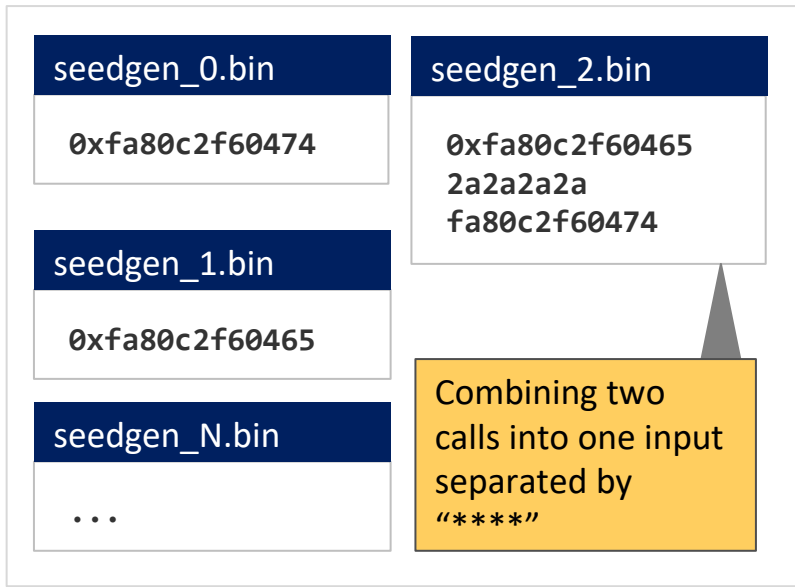 seedgen_0.bin
0xfa80c2f60474
seedgen_1.bin
0xfa80c2f60465
seedgen_N.bin
...
seedgen_2.bin
0xfa80c2f60465
2a2a2a2a
fa80c2f60474
Combining two
calls into one input
separated by
“****”